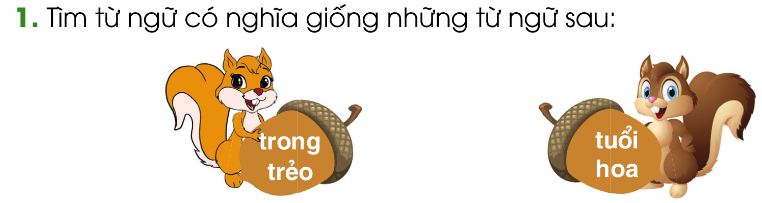 1. Tìm từ ngữ có nghĩa giống những từ ngữ sau:
trong
trẻo
tuổi
hoa